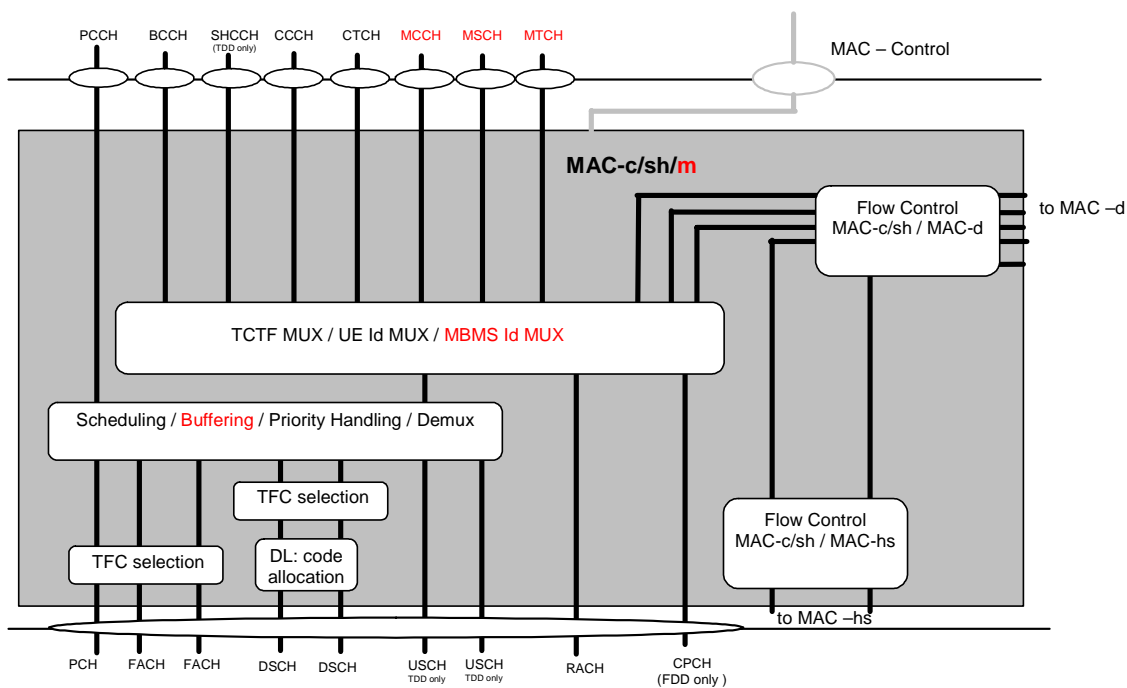 PCCH BCCH SHCCH CCCH CTCH MCCH MSCH MTCH
(TDD only)
MAC – Control
MAC-c/sh/m
Flow Control
MAC-c/sh / MAC-d
to MAC –d
TCTF MUX / UE Id MUX / MBMS Id MUX
Scheduling / Buffering / Priority Handling / Demux
TFC selection
Flow Control
MAC-c/sh / MAC-hs
TFC selection
DL: code
allocation
to MAC –hs
PCH FACH FACH DSCH DSCH USCH USCH RACH CPCH
TDD only TDD only (FDD only )